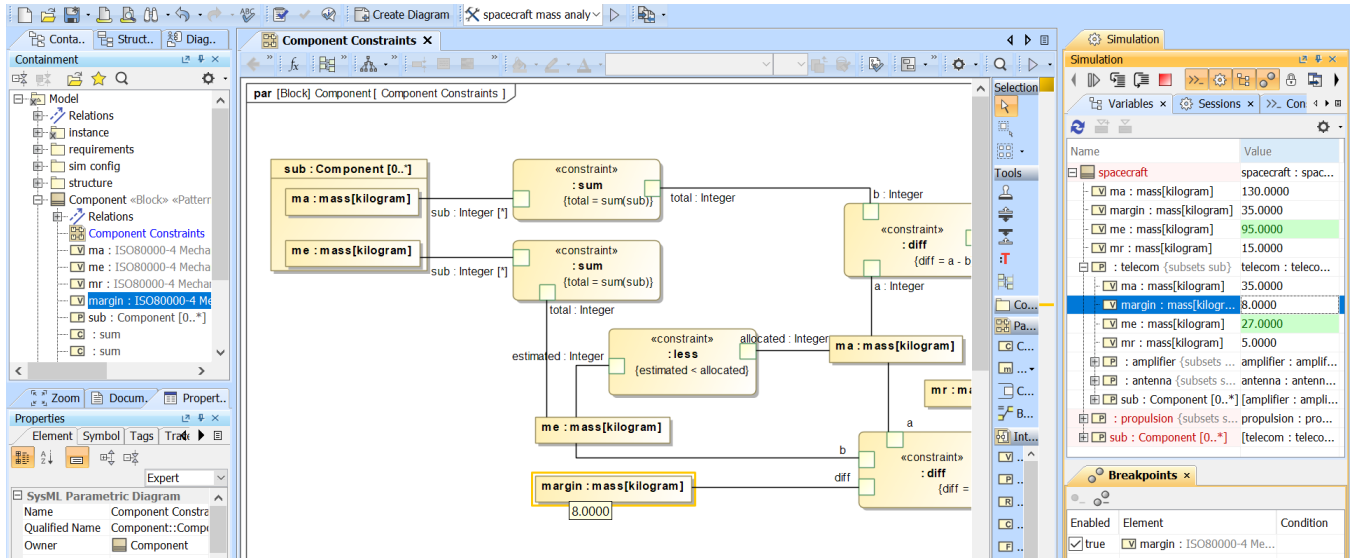 Create Diagram spacecraft mass analy
Conta.. Struct.. Diag..
Containment
Model
Relations
instance
requirements
sim config
structure
Component «Block» «Pattern
Relations
Component Constraints
ma : ISO80000-4 Mecha
me : ISO80000-4 Mecha
mr : ISO80000-4 Mechan
margin : ISO80000-4 Me
sub : Component [0..*]
: sum
: sum
Zoom Docum.. Propert..
Properties
Element Symbol Tags
Expert
SysML Parametric Diagram
Name Component Constra
Qualified Name Component::Compo
Owner Component
Component Constraints
par [Block] Component [ Component Constraints ]
sub : Component [0..*]
ma : mass[kilogram]
me : mass[kilogram]
«constraint»
: sum
{total = sum(sub)}
sub : Integer [*]
total : Integer
«constraint»
: sum
{total = sum(sub)}
sub : Integer [*]
total : Integer
b : Integer
«constraint»
: diff
{diff = a - b
a : Integer
«constraint»
: less
{estimated < allocated}
estimated : Integer
allocated : Integer
ma : mass[kilogram]
mr : ma
me : mass[kilogram]
a
b
diff
«constraint»
: diff
{diff =
margin : mass[kilogram]
8.0000
Selection
Tools
Co...
Pa...
C...
...
C...
B...
Int...
Simulation
Simulation
Variables Sessions Con
Name Value
spacecraft spacecraft : spac...
ma : mass[kilogram] 130.0000
margin : mass[kilogram] 35.0000
me : mass[kilogram] 95.0000
mr : mass[kilogram] 15.0000
: telecom {subsets sub} telecom : teleco...
ma : mass[kilogram] 35.0000
margin : mass[kilogr... 8.0000
me : mass[kilogram] 27.0000
mr : mass[kilogram] 5.0000
: amplifier {subsets s... amplifier : amplif...
: antenna {subsets s... antenna : antenn...
sub : Component [0..*] [amplifier : ampli...
: propulsion {subsets s... propulsion : pro...
sub : Component [0..*] [telecom : teleco...
Breakpoints
Enabled Element Condition
true margin : ISO80000-4 Me...